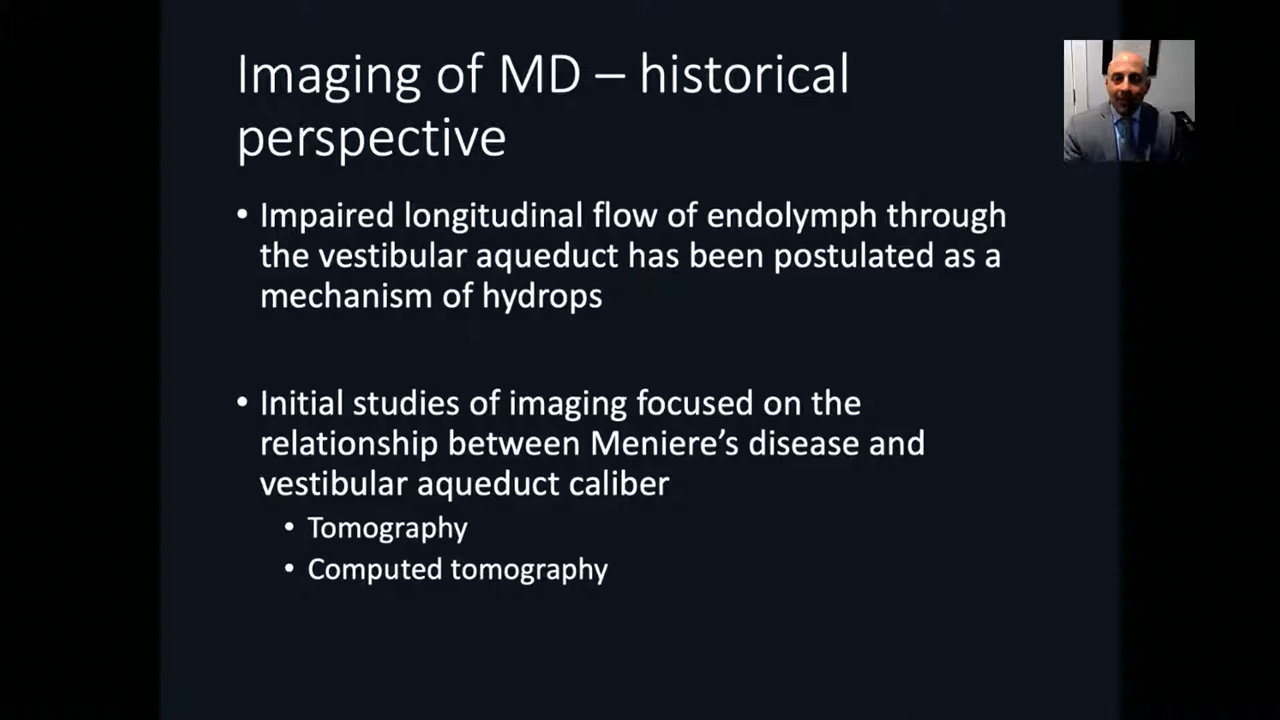 Imaging of MD – historical
perspective
• Impaired longitudinal flow of endolymph through
the vestibular aqueduct has been postulated as a
mechanism of hydrops
• Initial studies of imaging focused on the
relationship between Meniere’s disease and
vestibular aqueduct caliber
• Tomography
• Computed tomography